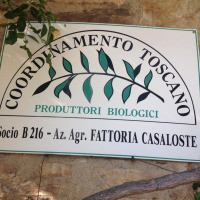 COORDINAMENTO TOSCANO
PRODUTTORI BIOLOGICI
Socio B 216 - Az. Agr. FATTORIA CASALOSTE